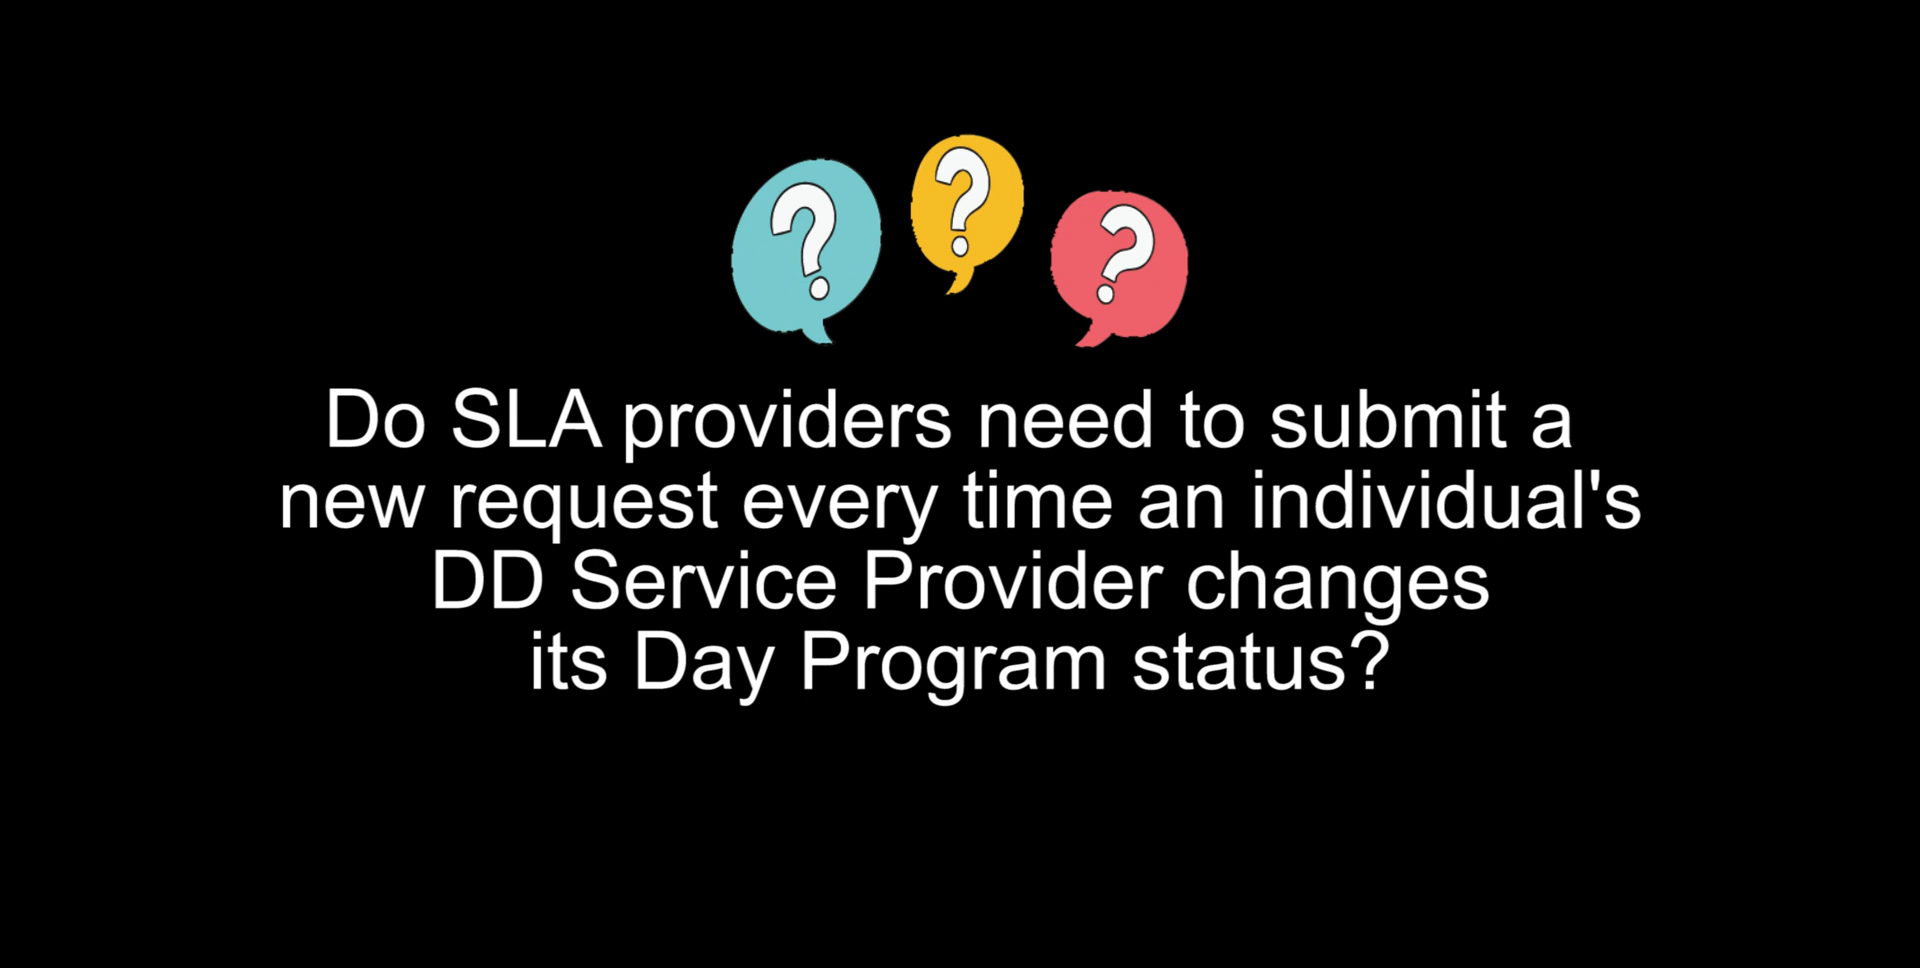 Do SLA providers need to submit a
new request every time an individual's
DD Service Provider changes
its Day Program status?